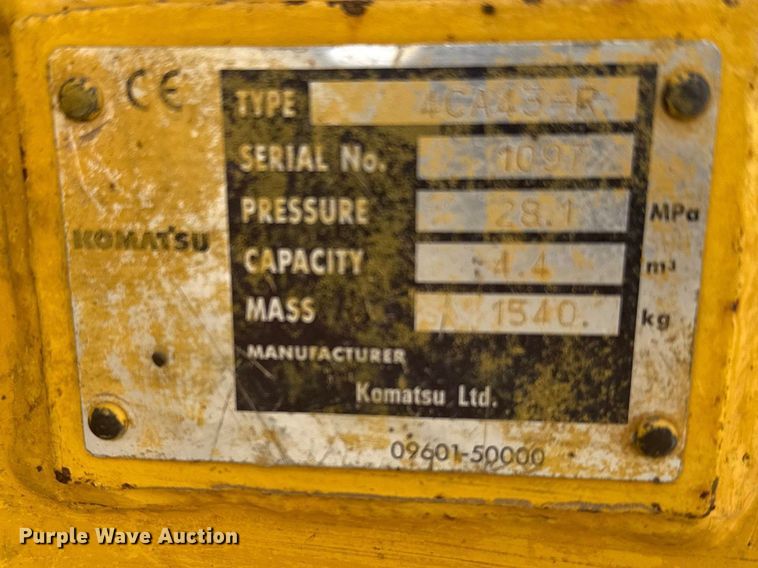 CE
TYPE 4CA43-R
SERIAL No. 1097
PRESSURE 28.1 MPa
KOMATSU
CAPACITY 4.4 m³
MASS 1540. kg
MANUFACTURER
Komatsu Ltd.
09601-50000
Purple Wave Auction